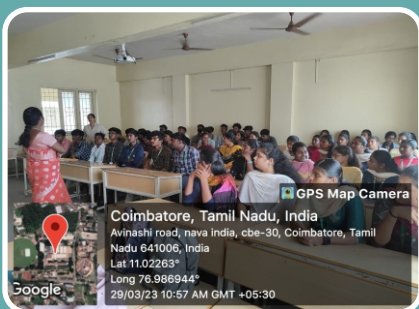 GPS Map Camera
Coimbatore, Tamil Nadu, India
Avinashi road, nava india, cbe-30, Coimbatore, Tamil
Nadu 641006, India
Lat 11.02263°
Long 76.986944°
29/03/23 10:57 AM GMT +05:30
Google